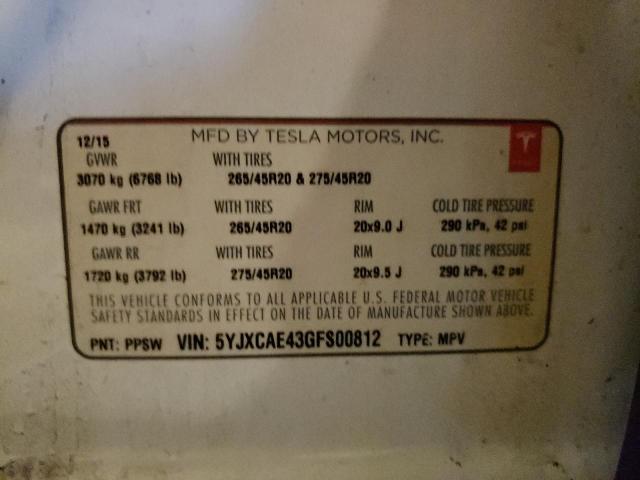 12/15 MFD BY TESLA MOTORS, INC.
GVWR WITH TIRES
3070 kg (6768 lb) 265/45R20 & 275/45R20
GAWR FRT WITH TIRES RIM COLD TIRE PRESSURE
1470 kg (3241 lb) 265/45R20 20x9.0 J 290 kPa, 42 psi
GAWR RR WITH TIRES RIM COLD TIRE PRESSURE
1720 kg (3792 lb) 275/45R20 20x9.5 J 290 kPa, 42 psi
THIS VEHICLE CONFORMS TO ALL APPLICABLE U.S. FEDERAL MOTOR VEHICLE
SAFETY STANDARDS IN EFFECT ON THE DATE OF MANUFACTURE SHOWN ABOVE.
PNT: PPSW VIN: 5YJXCAE43GFS00812 TYPE: MPV